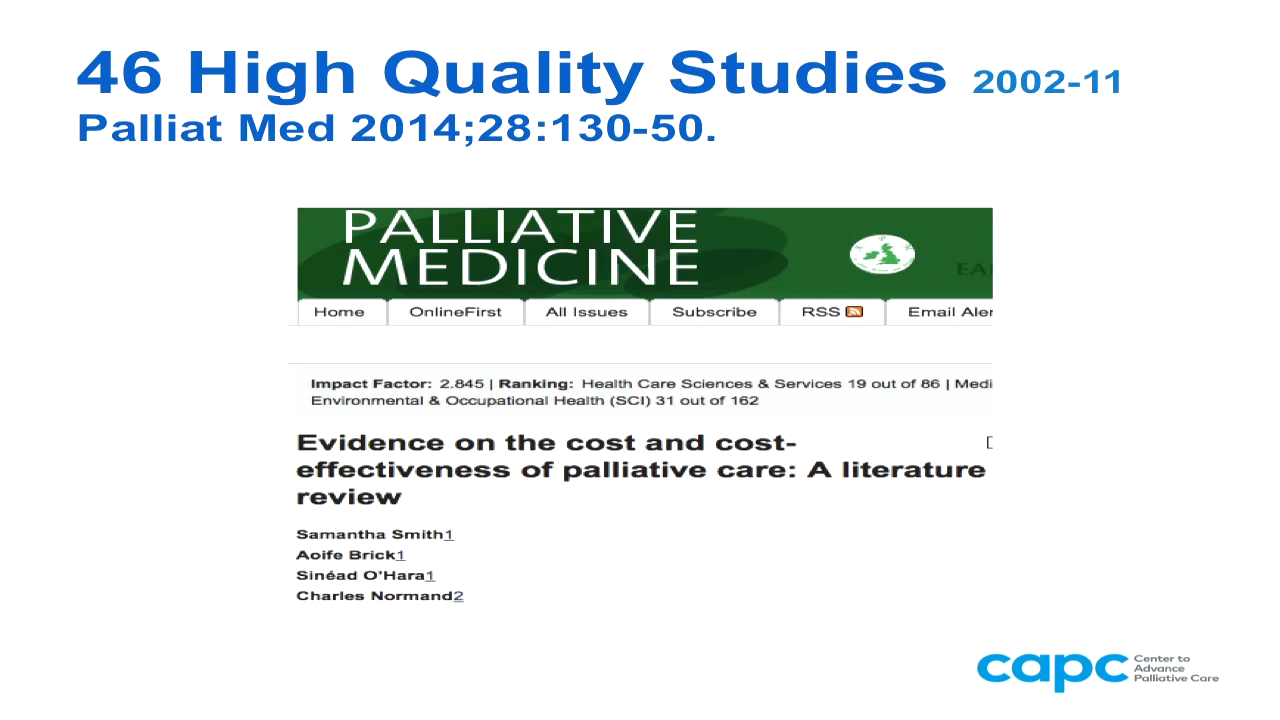 46 High Quality Studies 2002-11
Palliat Med 2014;28:130-50.
PALLIATIVE
MEDICINE
Home OnlineFirst All Issues Subscribe RSS Email Aler
Impact Factor: 2.845 | Ranking: Health Care Sciences & Services 19 out of 86 | Medi
Environmental & Occupational Health (SCI) 31 out of 162
Evidence on the cost and cost-
effectiveness of palliative care: A literature
review
Samantha Smith1
Aoife Brick1
Sinéad O'Hara1
Charles Normand2
capc Center to
Advance
Palliative Care